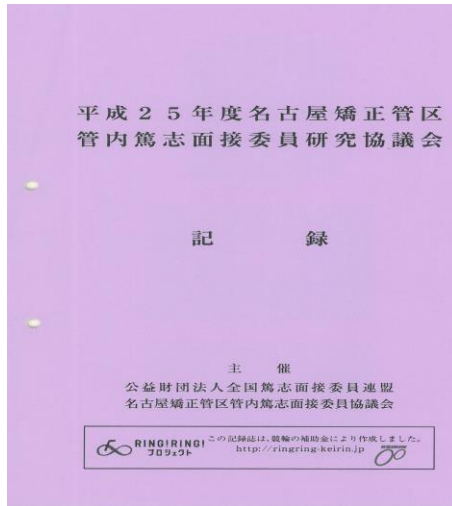 平成25年度名古屋矯正管区
管内篤志面接委員研究協議会
記録
主催
公益財団法人全国篤志面接委員連盟
名古屋矯正管区管内篤志面接委員協議会
RING!RING!
プロジェクト
この記録誌は、競輪の補助金により作成しました。
http://ringring-keirin.jp